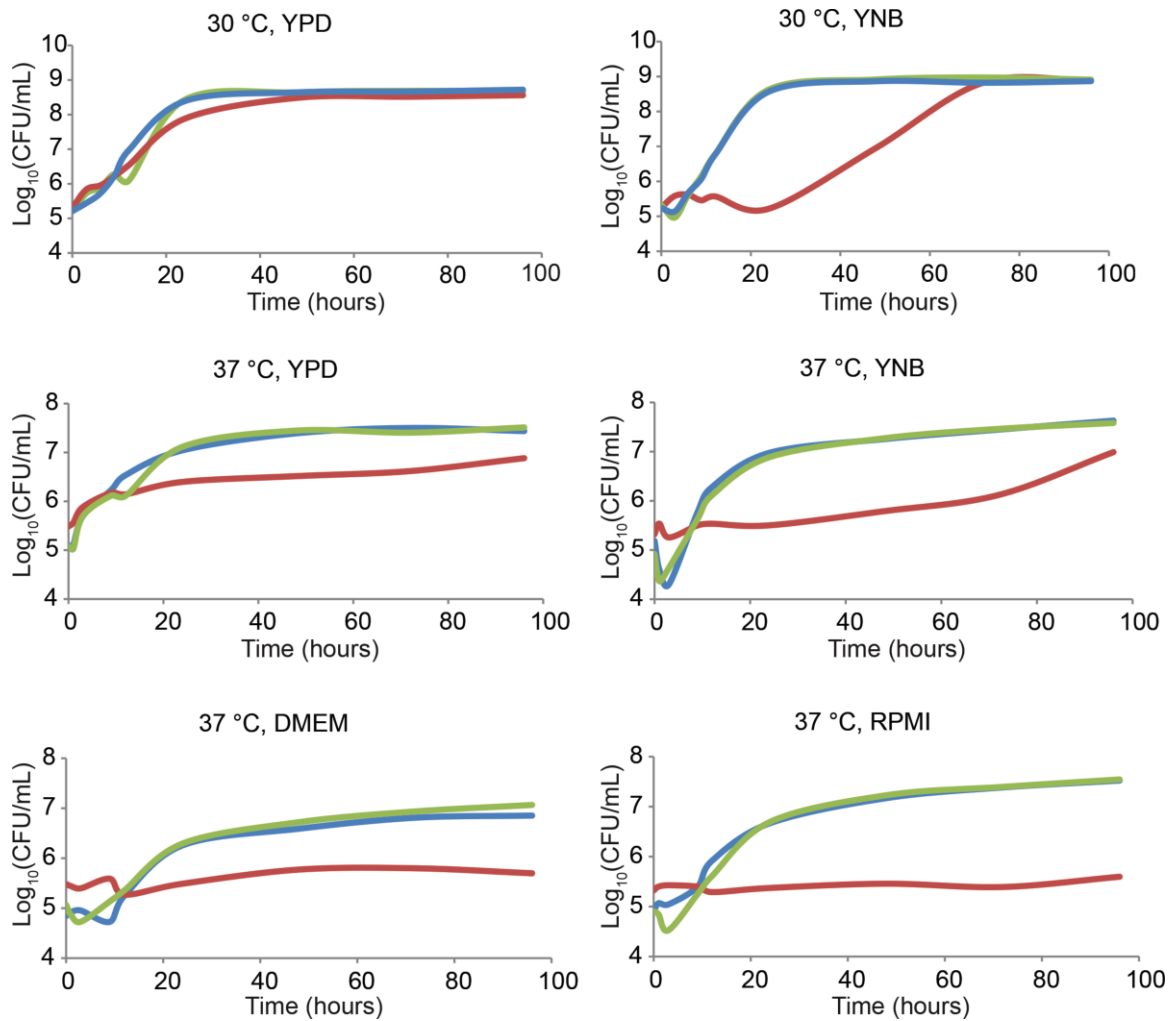 30 °C, YPD
Log₁₀(CFU/mL)
10
9
8
7
6
5
4
0 20 40 60 80 100
Time (hours)
30 °C, YNB
Log₁₀(CFU/mL)
10
9
8
7
6
5
4
0 20 40 60 80 100
Time (hours)
37 °C, YPD
Log₁₀(CFU/mL)
8
7
6
5
4
0 20 40 60 80 100
Time (hours)
37 °C, YNB
Log₁₀(CFU/mL)
8
7
6
5
4
0 20 40 60 80 100
Time (hours)
37 °C, DMEM
Log₁₀(CFU/mL)
8
7
6
5
4
0 20 40 60 80 100
Time (hours)
37 °C, RPMI
Log₁₀(CFU/mL)
8
7
6
5
4
0 20 40 60 80 100
Time (hours)